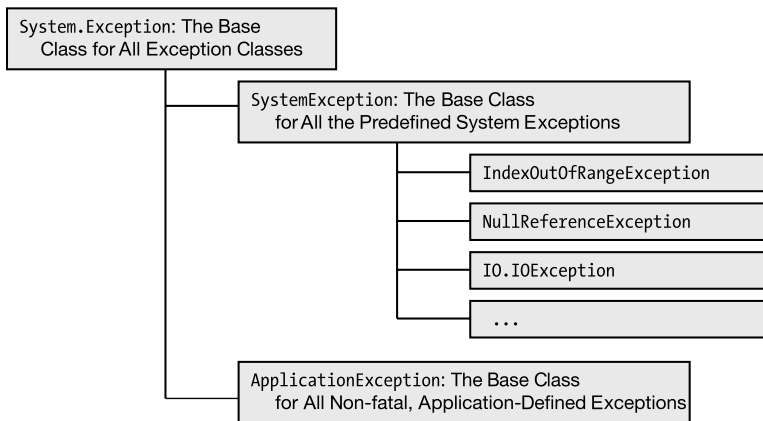 System.Exception: The Base
Class for All Exception Classes
SystemException: The Base Class
for All the Predefined System Exceptions
IndexOutOfRangeException
NullReferenceException
IO.IOException
...
ApplicationException: The Base Class
for All Non-fatal, Application-Defined Exceptions